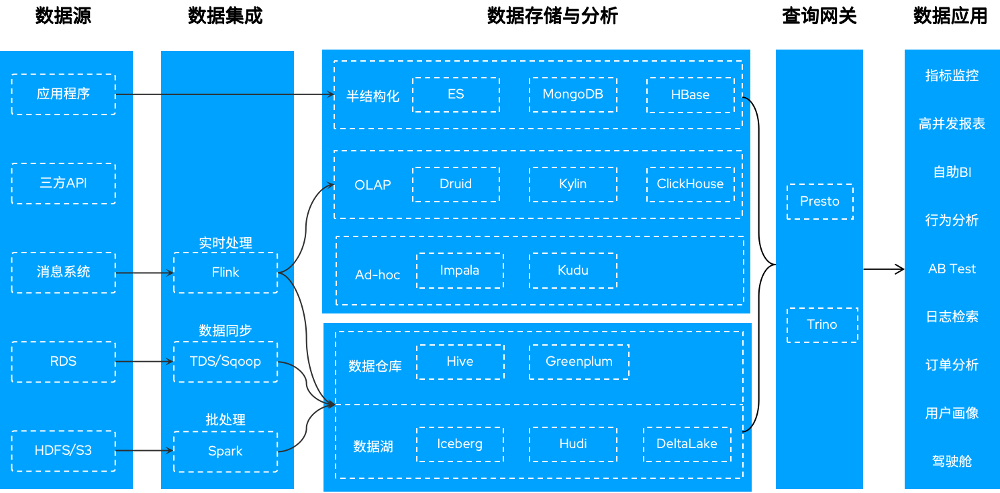 数据源
数据集成
数据存储与分析
查询网关
数据应用
应用程序
三方API
消息系统
RDS
HDFS/S3
实时处理
Flink
数据同步
TDS/Sqoop
批处理
Spark
半结构化
ES
MongoDB
HBase
OLAP
Druid
Kylin
ClickHouse
Ad-hoc
Impala
Kudu
数据仓库
Hive
Greenplum
数据湖
Iceberg
Hudi
DeltaLake
Presto
Trino
指标监控
高并发报表
自助BI
行为分析
AB Test
日志检索
订单分析
用户画像
驾驶舱